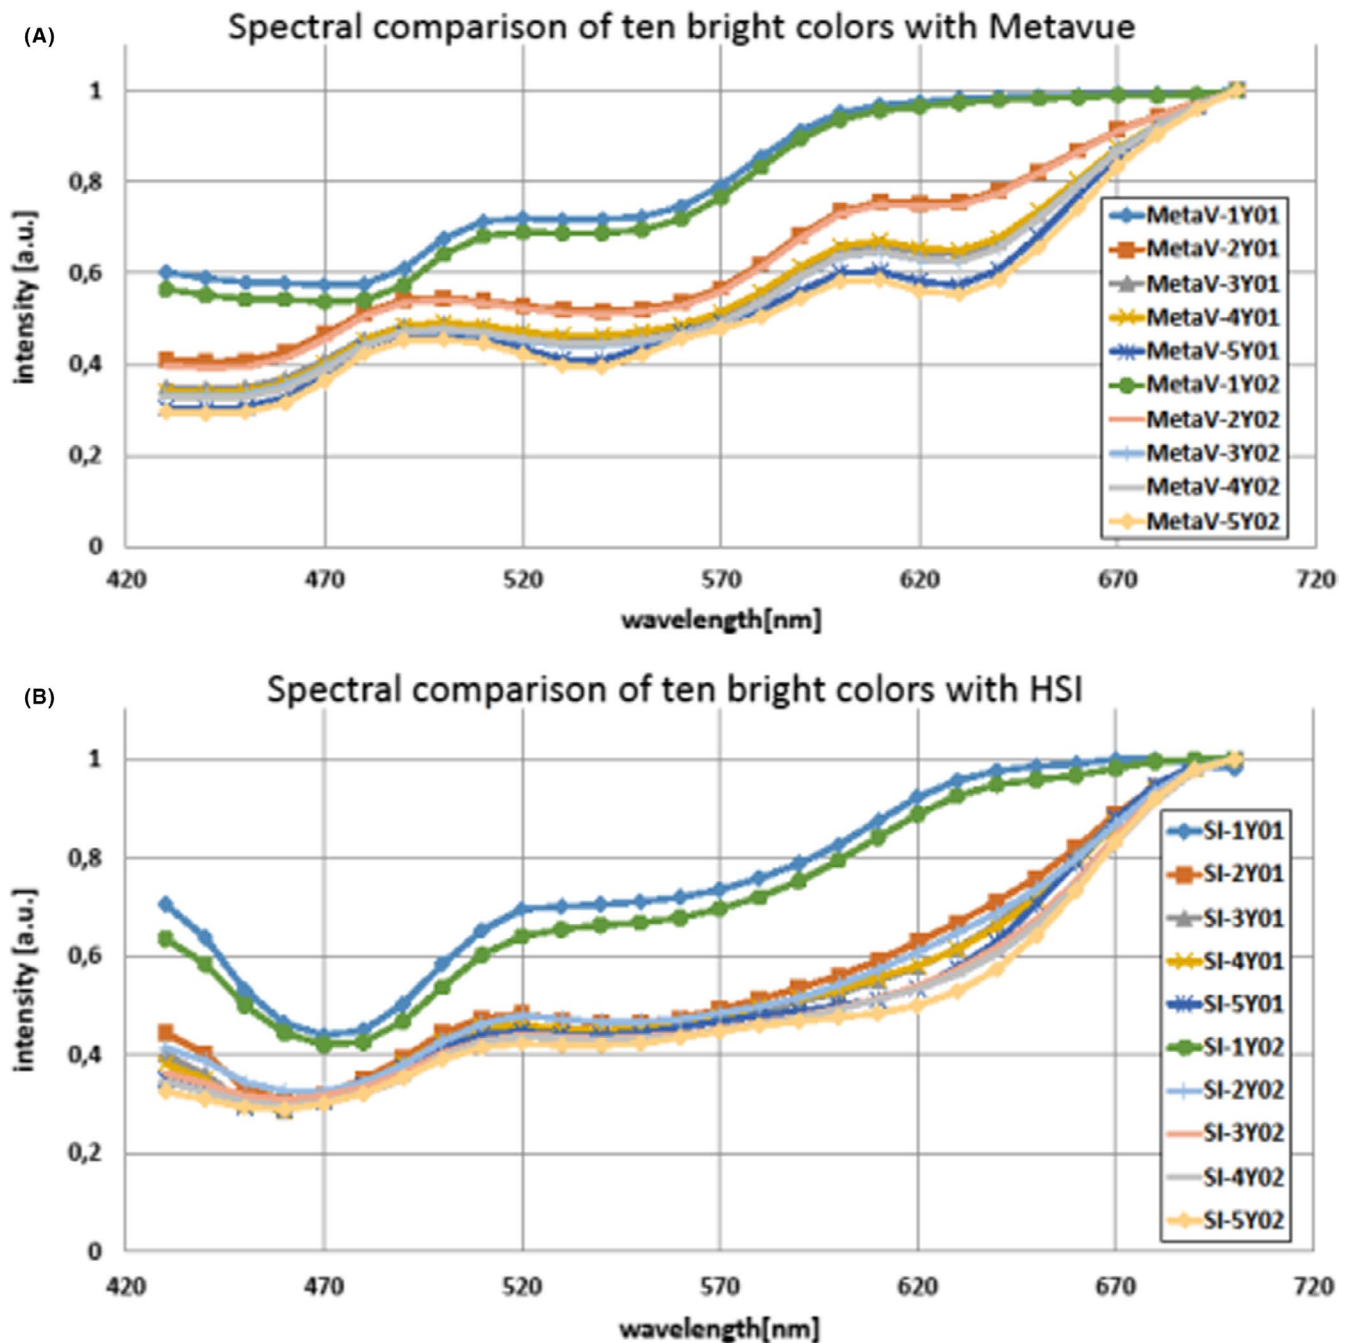 (A)
Spectral comparison of ten bright colors with Metavue
intensity [a.u.]
1
0,8
0,6
0,4
0,2
0
420 470 520 570 620 670 720
wavelength[nm]
MetaV-1Y01
MetaV-2Y01
MetaV-3Y01
MetaV-4Y01
MetaV-5Y01
MetaV-1Y02
MetaV-2Y02
MetaV-3Y02
MetaV-4Y02
MetaV-5Y02
(B)
Spectral comparison of ten bright colors with HSI
intensity [a.u.]
1
0,8
0,6
0,4
0,2
0
420 470 520 570 620 670 720
wavelength[nm]
SI-1Y01
SI-2Y01
SI-3Y01
SI-4Y01
SI-5Y01
SI-1Y02
SI-2Y02
SI-3Y02
SI-4Y02
SI-5Y02